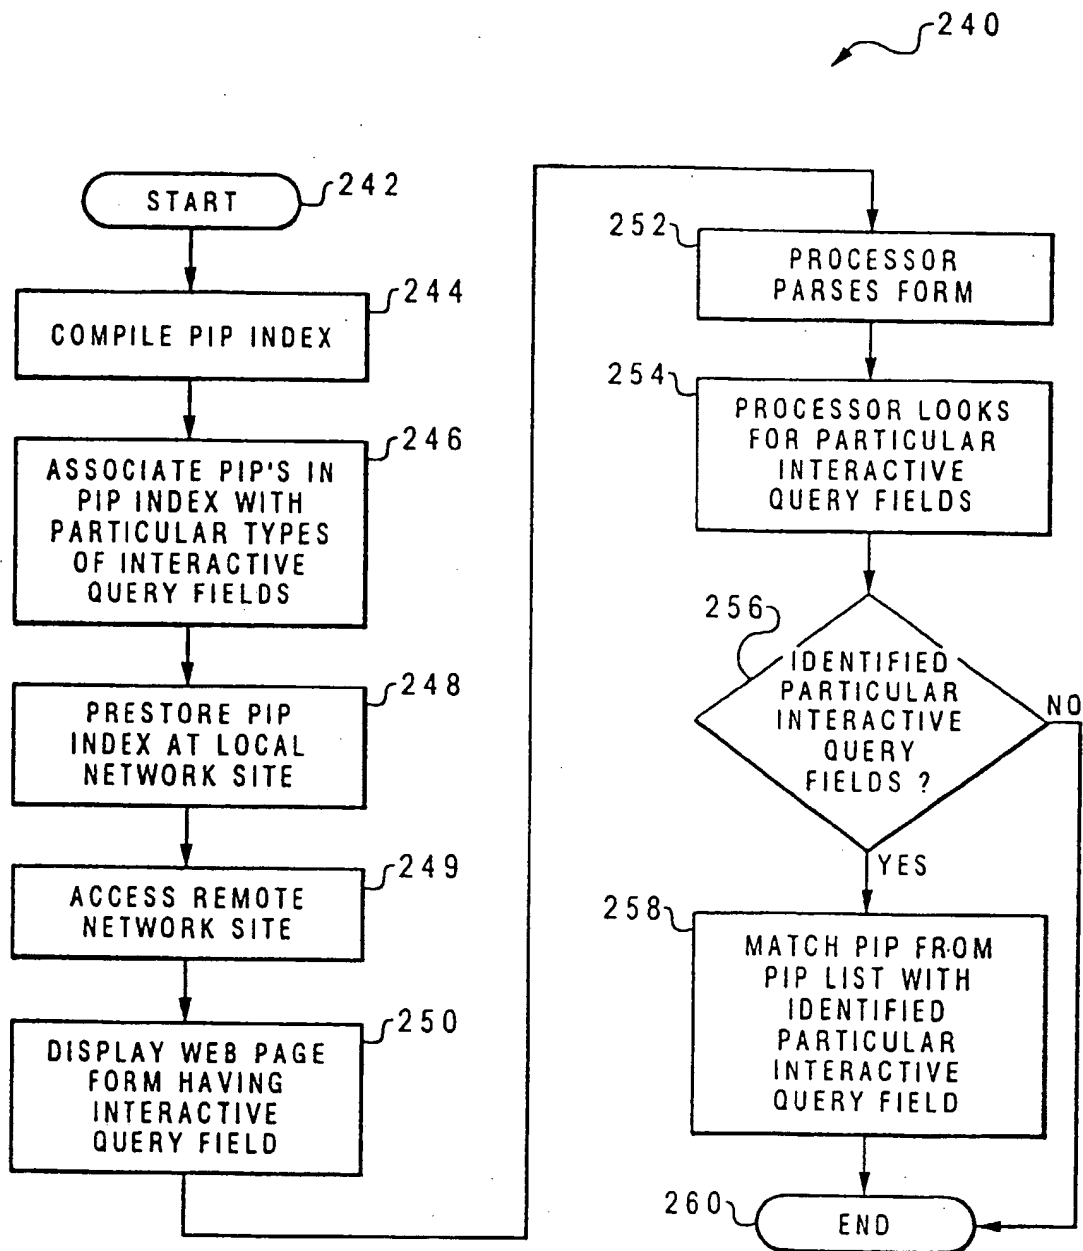 240
START
242
COMPILE PIP INDEX
244
ASSOCIATE PIP'S IN
PIP INDEX WITH
PARTICULAR TYPES
OF INTERACTIVE
QUERY FIELDS
246
PRESTORE PIP
INDEX AT LOCAL
NETWORK SITE
248
ACCESS REMOTE
NETWORK SITE
249
DISPLAY WEB PAGE
FORM HAVING
INTERACTIVE
QUERY FIELD
250
252
PROCESSOR
PARSES FORM
254
PROCESSOR LOOKS
FOR PARTICULAR
INTERACTIVE
QUERY FIELDS
256
IDENTIFIED
PARTICULAR
INTERACTIVE
QUERY
FIELDS ?
NO
YES
258
MATCH PIP FROM
PIP LIST WITH
IDENTIFIED
PARTICULAR
INTERACTIVE
QUERY FIELD
260
END